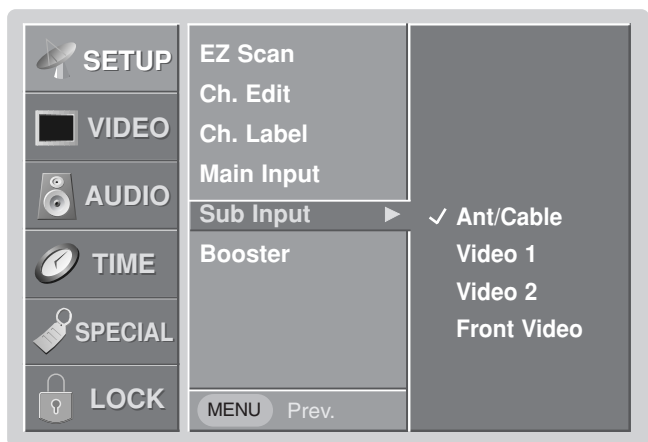 SETUP
VIDEO
AUDIO
TIME
SPECIAL
LOCK
EZ Scan
Ch. Edit
Ch. Label
Main Input
Sub Input ►
Booster
MENU Prev.
✓ Ant/Cable
Video 1
Video 2
Front Video